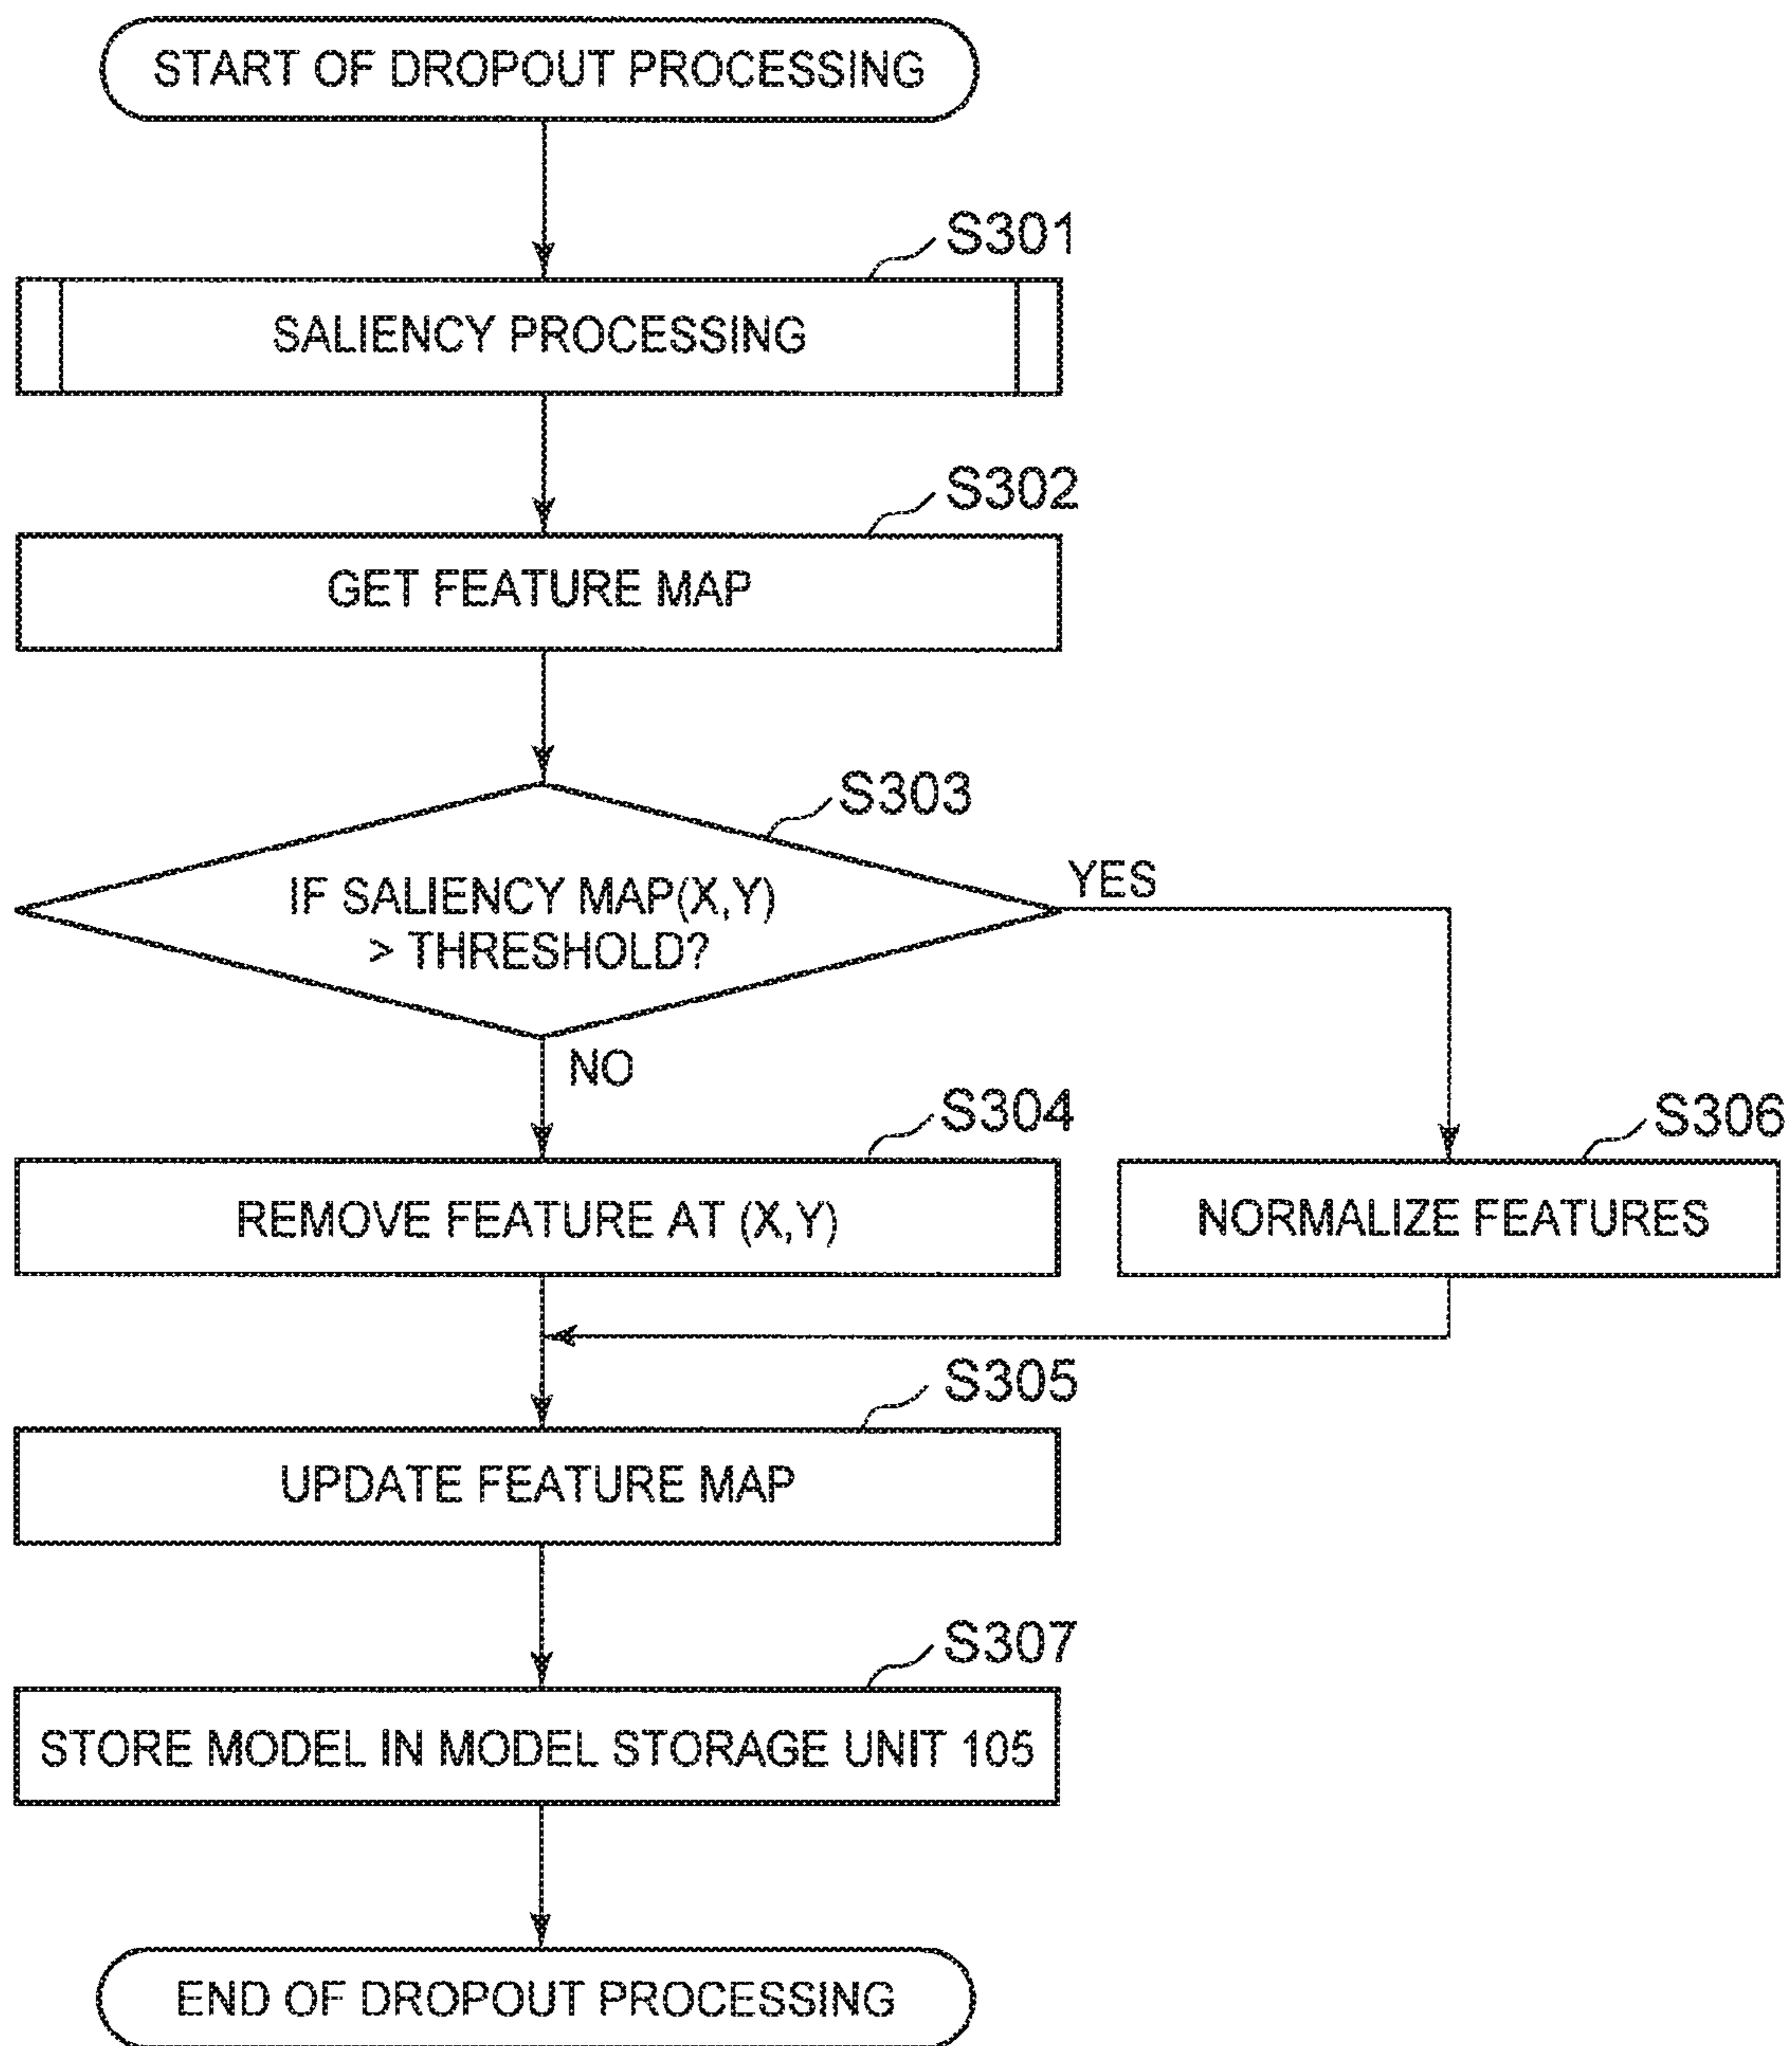 START OF DROPOUT PROCESSING
S301
SALIENCY PROCESSING
S302
GET FEATURE MAP
S303
IF SALIENCY MAP(X,Y)
> THRESHOLD?
YES
NO
S304
REMOVE FEATURE AT (X,Y)
S306
NORMALIZE FEATURES
S305
UPDATE FEATURE MAP
S307
STORE MODEL IN MODEL STORAGE UNIT 105
END OF DROPOUT PROCESSING